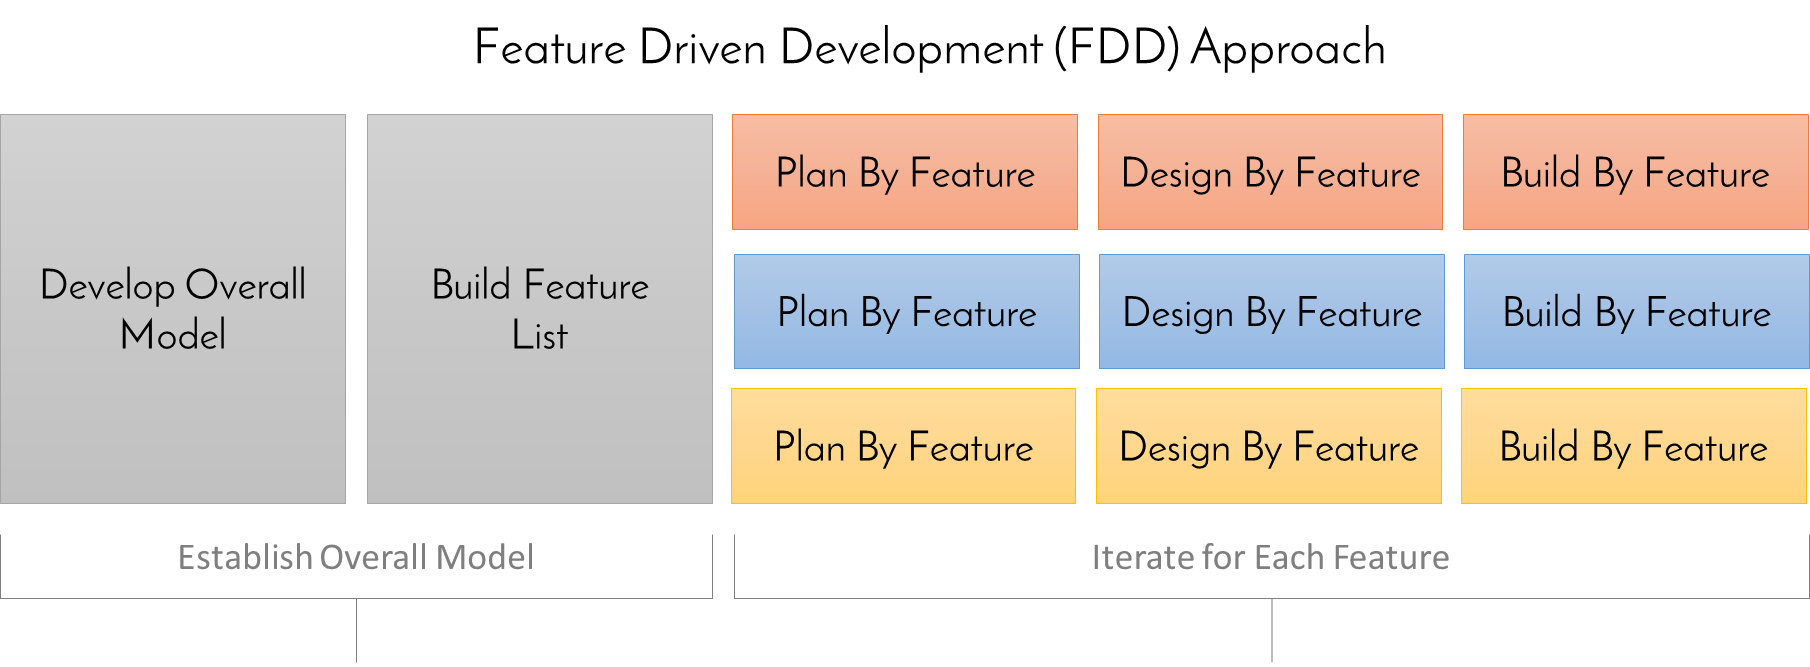 Feature Driven Development (FDD) Approach
Develop Overall
Model
Build Feature
List
Plan By Feature
Design By Feature
Build By Feature
Plan By Feature
Design By Feature
Build By Feature
Plan By Feature
Design By Feature
Build By Feature
Establish Overall Model
Iterate for Each Feature